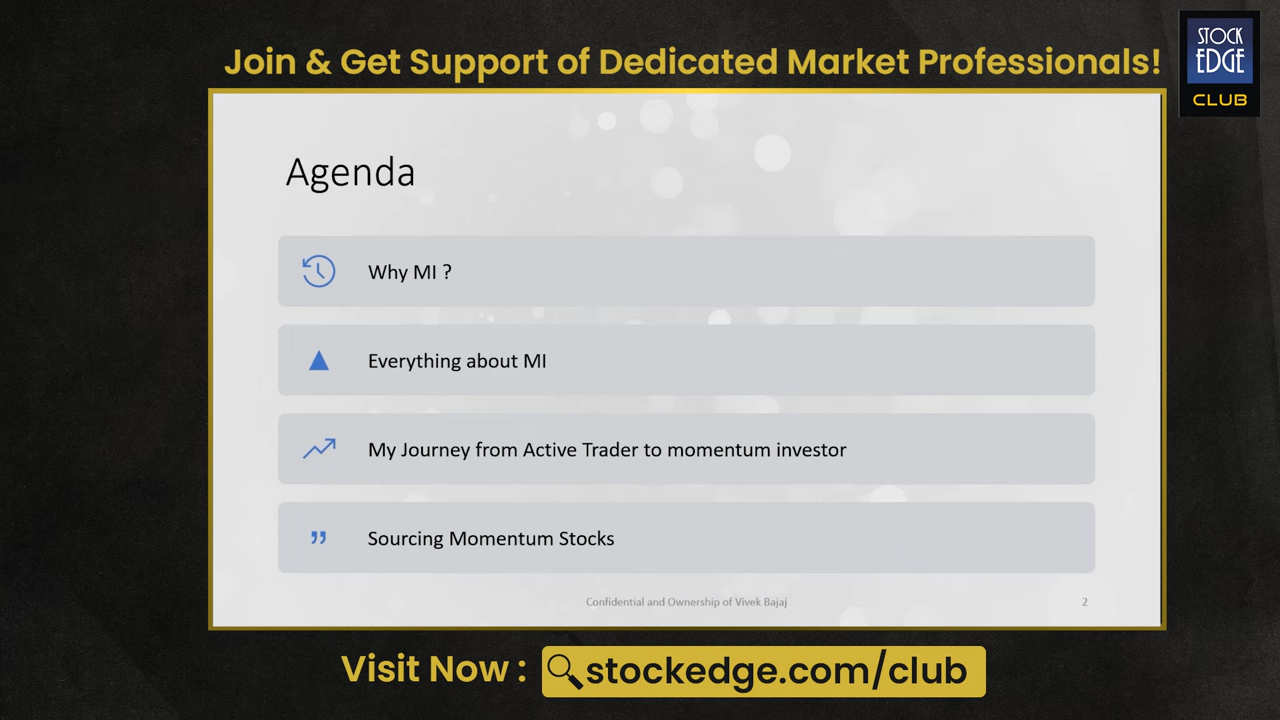 Join & Get Support of Dedicated Market Professionals!
STOCK
EDGE
CLUB
Agenda
Why MI ?
Everything about MI
My Journey from Active Trader to momentum investor
Sourcing Momentum Stocks
Confidential and Ownership of Vivek Bajaj
2
Visit Now : stockedge.com/club